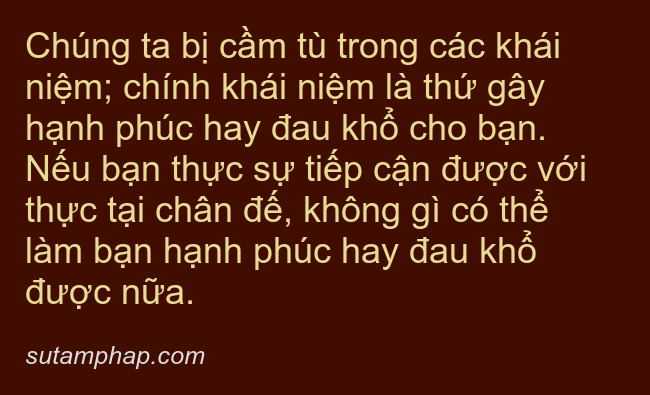 Chúng ta bị cầm tù trong các khái
niệm; chính khái niệm là thứ gây
hạnh phúc hay đau khổ cho bạn.
Nếu bạn thực sự tiếp cận được với
thực tại chân đế, không gì có thể
làm bạn hạnh phúc hay đau khổ
được nữa.
sutamphap.com